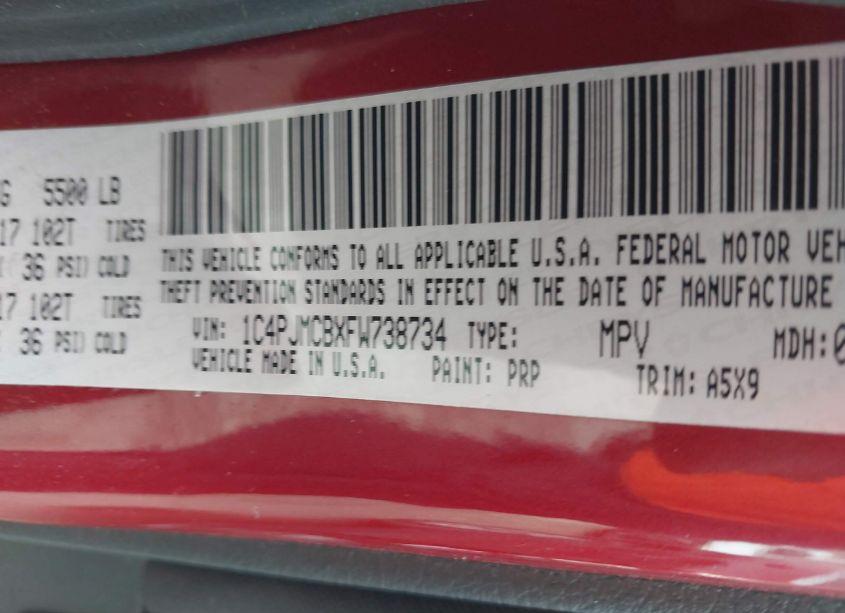 G 5500 LB
17 102T TIRES
36 PSI) COLD
17 102T TIRES
36 PSI) COLD
THIS VEHICLE CONFORMS TO ALL APPLICABLE U.S.A. FEDERAL MOTOR VEH
THEFT PREVENTION STANDARDS IN EFFECT ON THE DATE OF MANUFACTURE
VIN: 1C4PJMCBXFW738734 TYPE: MPV MDH:0
VEHICLE MADE IN U.S.A. PAINT: PRP TRIM: A5X9